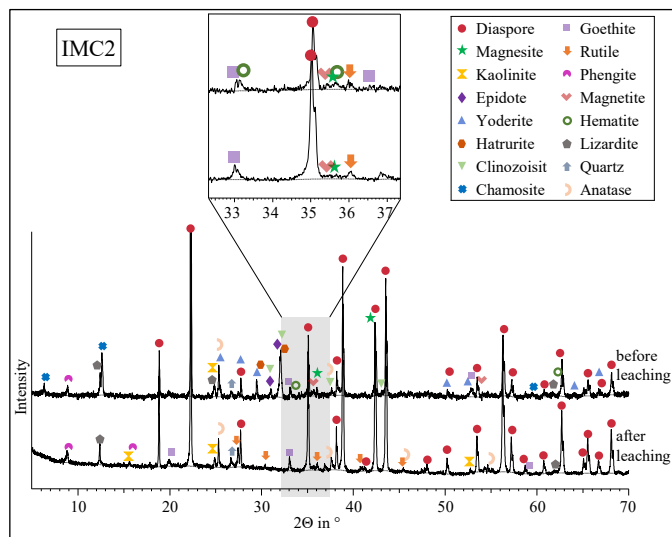 IMC2
33 34 35 36 37
Diaspore
Magnesite
Kaolinite
Epidote
Yoderite
Hatrurite
Clinozoisit
Chamosite
Goethite
Rutile
Phengite
Magnetite
Hematite
Lizardite
Quartz
Anatase
Intensity
before
leaching
after
leaching
10 20 30 40 50 60 70
2Θ in °